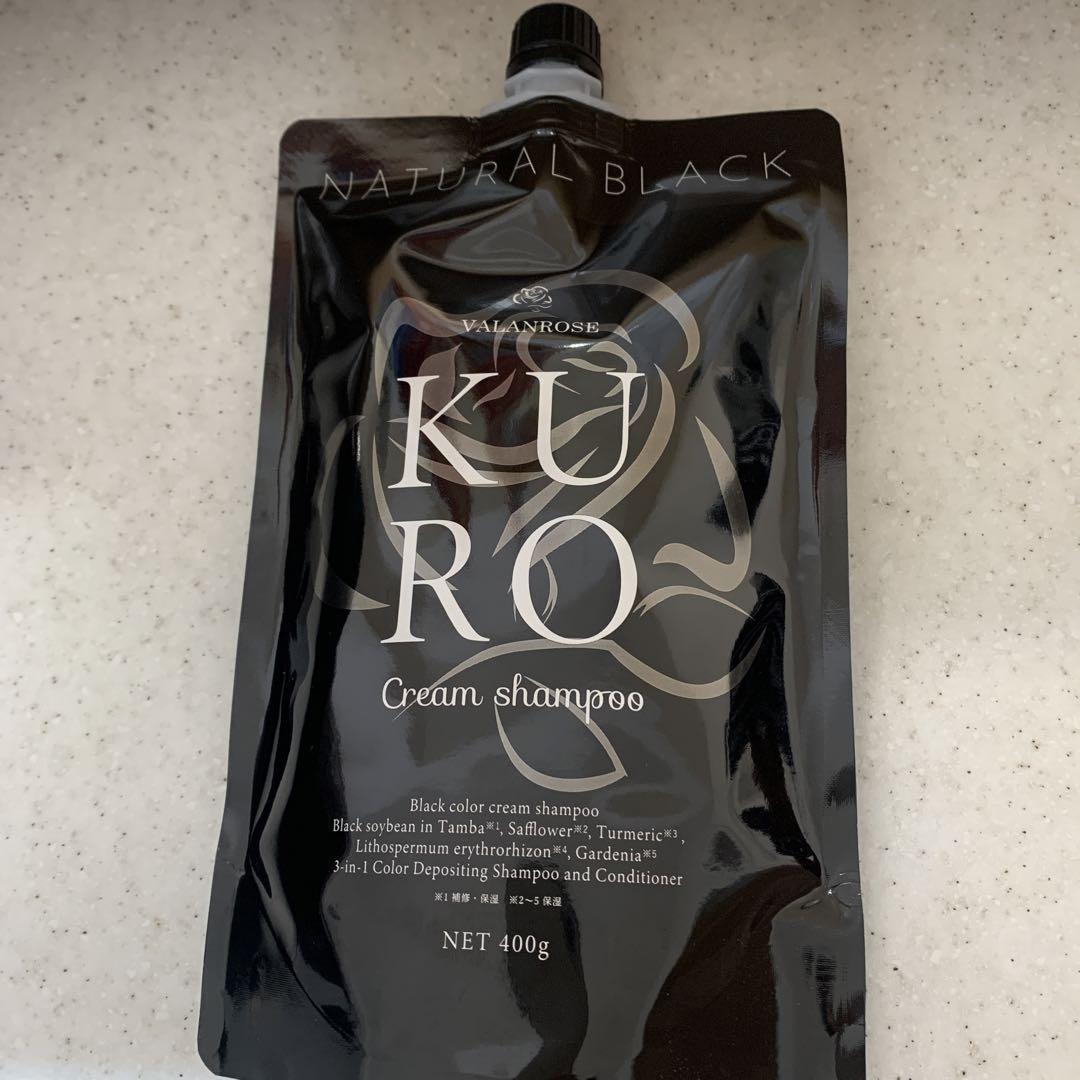 NATURAL BLACK
VALANROSE
KU
RO
Cream shampoo
Black color cream shampoo
Black soybean in Tamba※1, Safflower※2, Turmeric※3,
Lithospermum erythrorhizon※4, Gardenia※5
3-in-1 Color Depositing Shampoo and Conditioner
※1 補修・保湿 ※2〜5 保湿
NET 400g